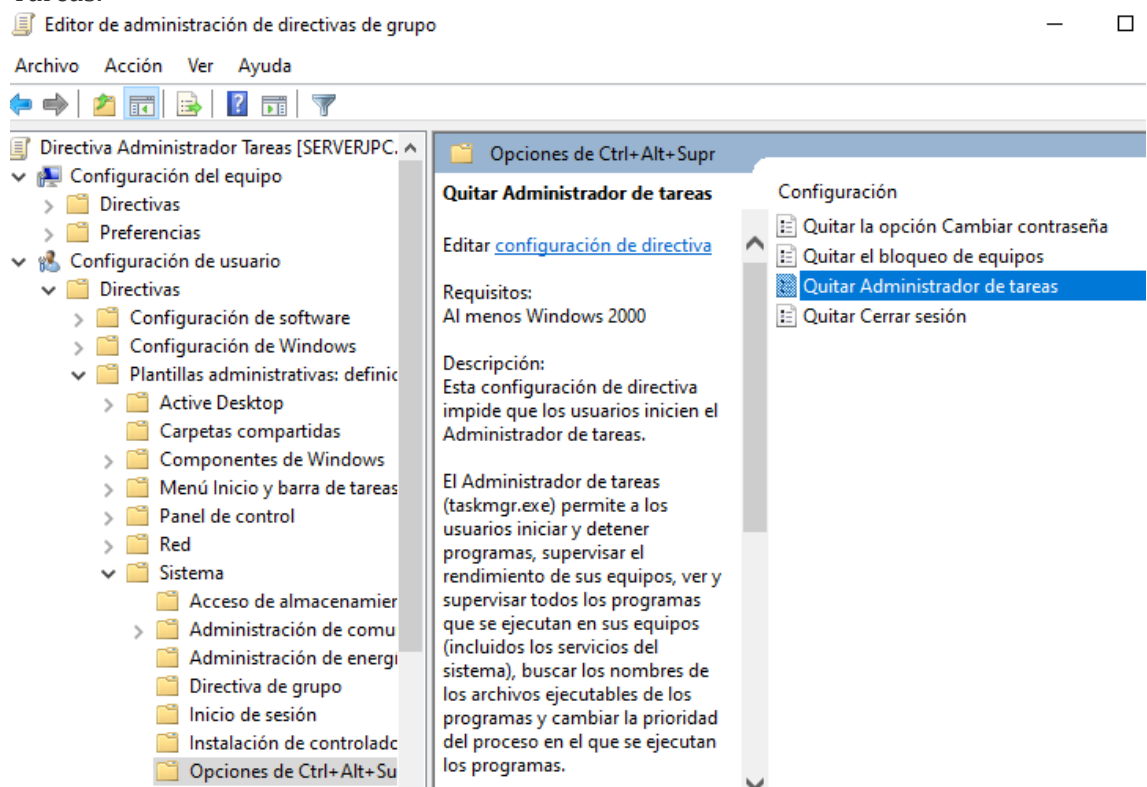 Tareas.
Editor de administración de directivas de grupo
Archivo Acción Ver Ayuda
Directiva Administrador Tareas [SERVERJPC.
Configuración del equipo
Directivas
Preferencias
Configuración de usuario
Directivas
Configuración de software
Configuración de Windows
Plantillas administrativas: definic
Active Desktop
Carpetas compartidas
Componentes de Windows
Menú Inicio y barra de tareas
Panel de control
Red
Sistema
Acceso de almacenamier
Administración de comu
Administración de energí
Directiva de grupo
Inicio de sesión
Instalación de controladc
Opciones de Ctrl+Alt+Su
Opciones de Ctrl+Alt+Supr
Quitar Administrador de tareas
Editar configuración de directiva
Requisitos:
Al menos Windows 2000
Descripción:
Esta configuración de directiva
impide que los usuarios inicien el
Administrador de tareas.
El Administrador de tareas
(taskmgr.exe) permite a los
usuarios iniciar y detener
programas, supervisar el
rendimiento de sus equipos, ver y
supervisar todos los programas
que se ejecutan en sus equipos
(incluidos los servicios del
sistema), buscar los nombres de
los archivos ejecutables de los
programas y cambiar la prioridad
del proceso en el que se ejecutan
los programas.
Configuración
Quitar la opción Cambiar contraseña
Quitar el bloqueo de equipos
Quitar Administrador de tareas
Quitar Cerrar sesión